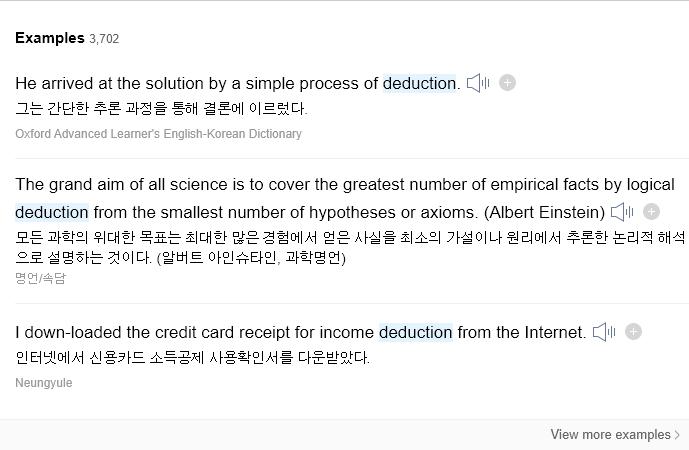 Examples 3,702
He arrived at the solution by a simple process of deduction.
그는 간단한 추론 과정을 통해 결론에 이르렀다.
Oxford Advanced Learner's English-Korean Dictionary
The grand aim of all science is to cover the greatest number of empirical facts by logical
deduction from the smallest number of hypotheses or axioms. (Albert Einstein)
모든 과학의 위대한 목표는 최대한 많은 경험에서 얻은 사실을 최소의 가설이나 원리에서 추론한 논리적 해석
으로 설명하는 것이다. (알버트 아인슈타인, 과학명언)
명언/속담
I down-loaded the credit card receipt for income deduction from the Internet.
인터넷에서 신용카드 소득공제 사용확인서를 다운받았다.
Neungyule
View more examples >